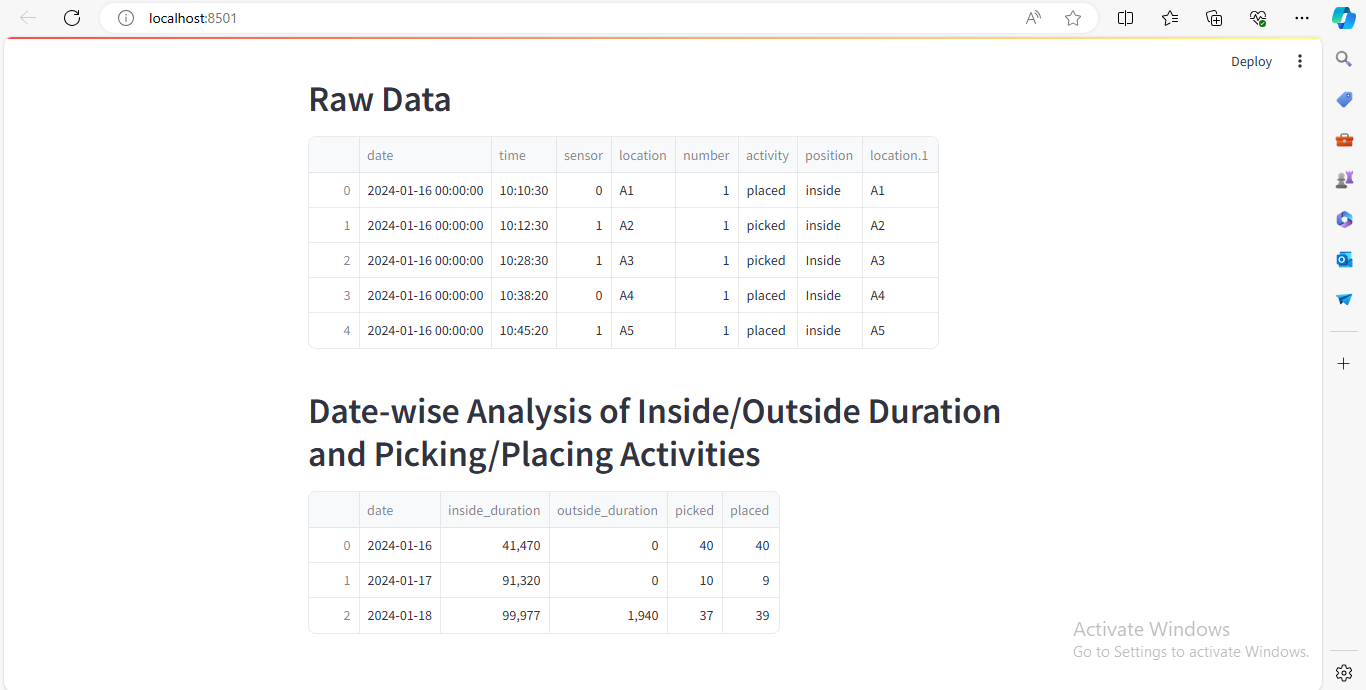 localhost:8501
Deploy
Raw Data
date time sensor location number activity position location.1
0 2024-01-16 00:00:00 10:10:30 0 A1 1 placed inside A1
1 2024-01-16 00:00:00 10:12:30 1 A2 1 picked inside A2
2 2024-01-16 00:00:00 10:28:30 1 A3 1 picked Inside A3
3 2024-01-16 00:00:00 10:38:20 0 A4 1 placed Inside A4
4 2024-01-16 00:00:00 10:45:20 1 A5 1 placed inside A5
Date-wise Analysis of Inside/Outside Duration
and Picking/Placing Activities
date inside_duration outside_duration picked placed
0 2024-01-16 41,470 0 40 40
1 2024-01-17 91,320 0 10 9
2 2024-01-18 99,977 1,940 37 39
Activate Windows
Go to Settings to activate Windows.